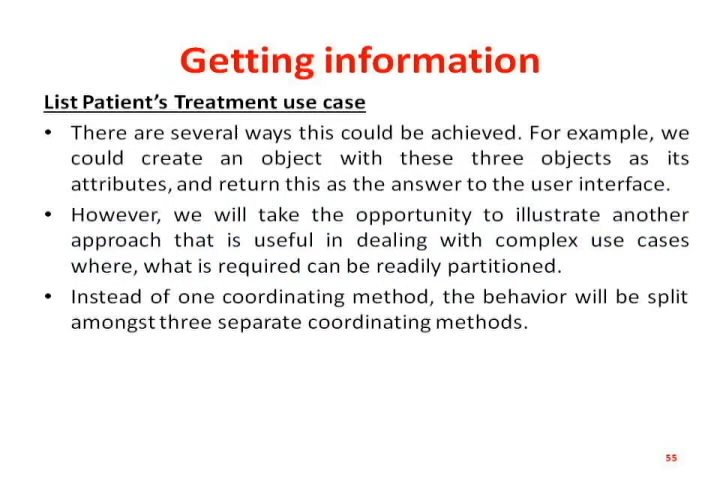 Getting information
List Patient’s Treatment use case
• There are several ways this could be achieved. For example, we
could create an object with these three objects as its
attributes, and return this as the answer to the user interface.
• However, we will take the opportunity to illustrate another
approach that is useful in dealing with complex use cases
where, what is required can be readily partitioned.
• Instead of one coordinating method, the behavior will be split
amongst three separate coordinating methods.
55